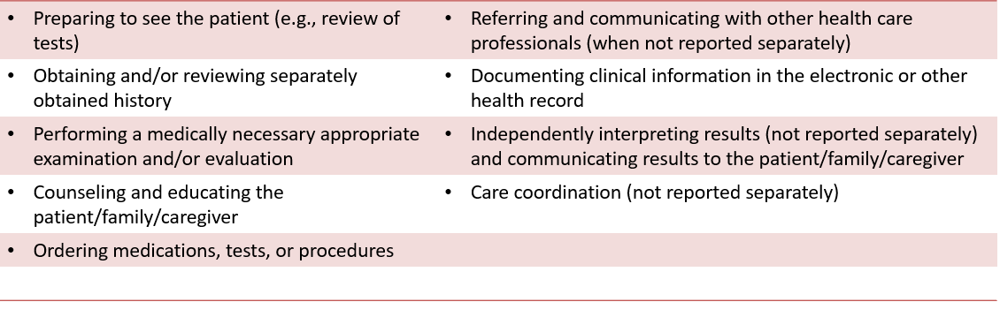 • Preparing to see the patient (e.g., review of
tests)
• Referring and communicating with other health care
professionals (when not reported separately)
• Obtaining and/or reviewing separately
obtained history
• Documenting clinical information in the electronic or other
health record
• Performing a medically necessary appropriate
examination and/or evaluation
• Independently interpreting results (not reported separately)
and communicating results to the patient/family/caregiver
• Counseling and educating the
patient/family/caregiver
• Care coordination (not reported separately)
• Ordering medications, tests, or procedures